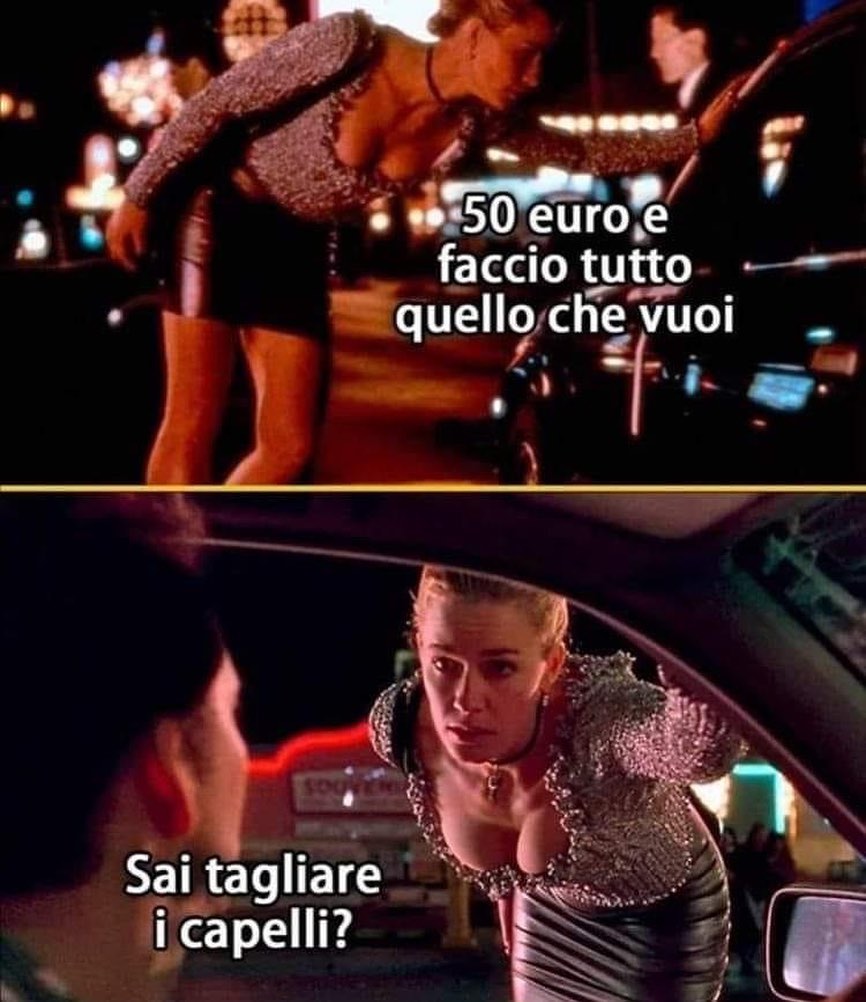 50 euro e
faccio tutto
quello che vuoi
Sai tagliare
i capelli?